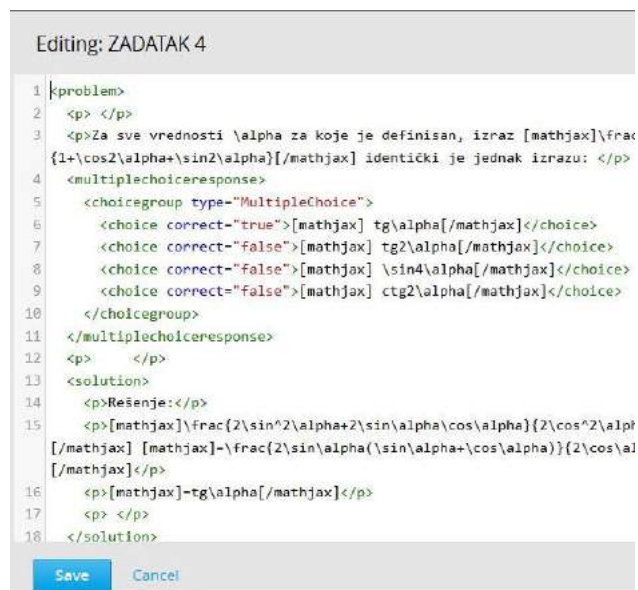 Editing: ZADATAK 4
1 <problem>
2 <p> </p>
3 <p>Za sve vrednosti \alpha za koje je definisan, izraz [mathjax]\frac
{1+\cos2\alpha+\sin2\alpha}[/mathjax] identički je jednak izrazu: </p>
4 <multiplechoiceresponse>
5 <choicegroup type="MultipleChoice">
6 <choice correct="true">[mathjax] tg\alpha[/mathjax]</choice>
7 <choice correct="false">[mathjax] tg2\alpha[/mathjax]</choice>
8 <choice correct="false">[mathjax] \sin4\alpha[/mathjax]</choice>
9 <choice correct="false">[mathjax] ctg2\alpha[/mathjax]</choice>
10 </choicegroup>
11 </multiplechoiceresponse>
12 <p> </p>
13 <solution>
14 <p>Rešenje:</p>
15 <p>[mathjax]\frac{2\sin^2\alpha+2\sin\alpha\cos\alpha}{2\cos^2\alph
[/mathjax] [mathjax]=\frac{2\sin\alpha(\sin\alpha+\cos\alpha)}{2\cos\al
[/mathjax]</p>
16 <p>[mathjax]=tg\alpha[/mathjax]</p>
17 <p> </p>
18 </solution>
Save Cancel